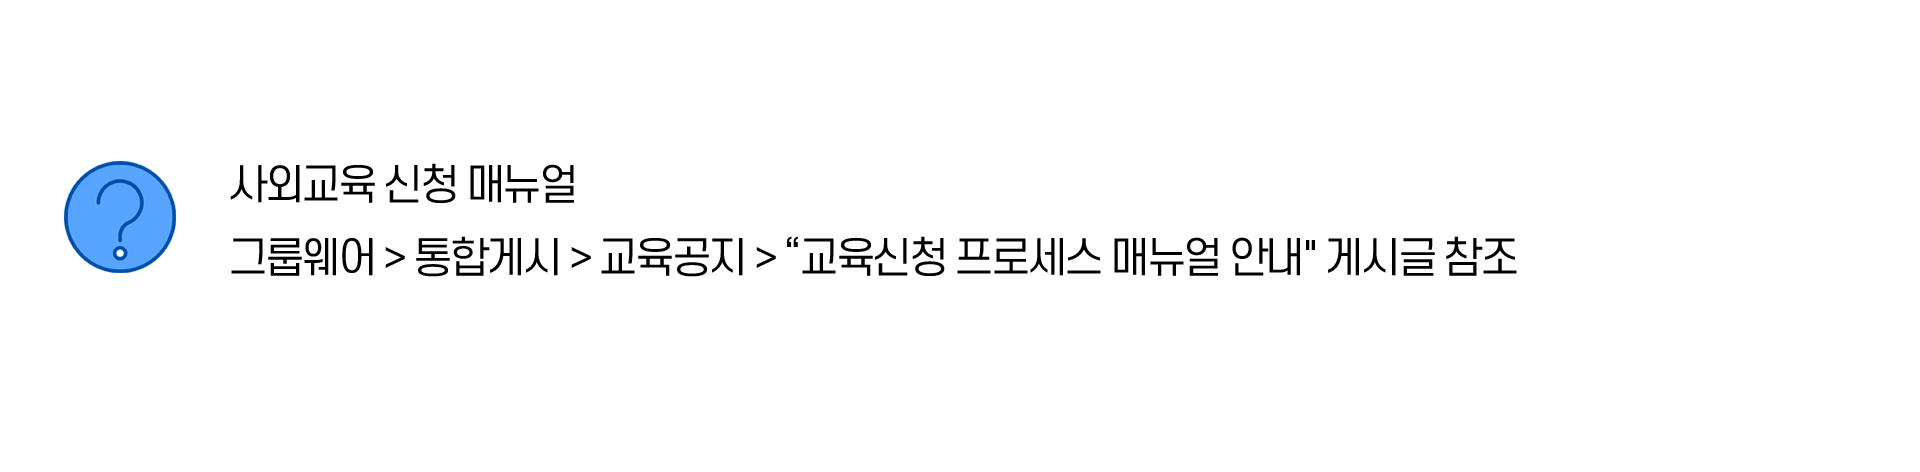 사외교육 신청 매뉴얼
그룹웨어 > 통합게시 > 교육공지 > “교육신청 프로세스 매뉴얼 안내" 게시글 참조